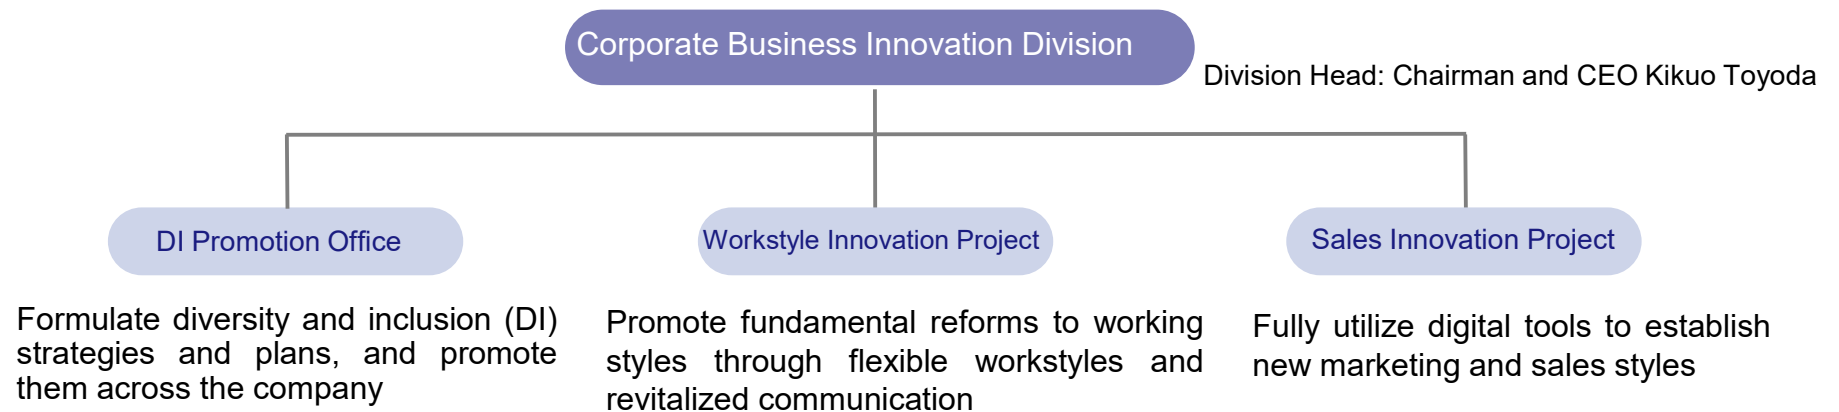 Corporate Business Innovation Division
Division Head: Chairman and CEO Kikuo Toyoda
DI Promotion Office
Workstyle Innovation Project
Sales Innovation Project
Formulate diversity and inclusion (DI)
strategies and plans, and promote
them across the company
Promote fundamental reforms to working
styles through flexible workstyles and
revitalized communication
Fully utilize digital tools to establish
new marketing and sales styles